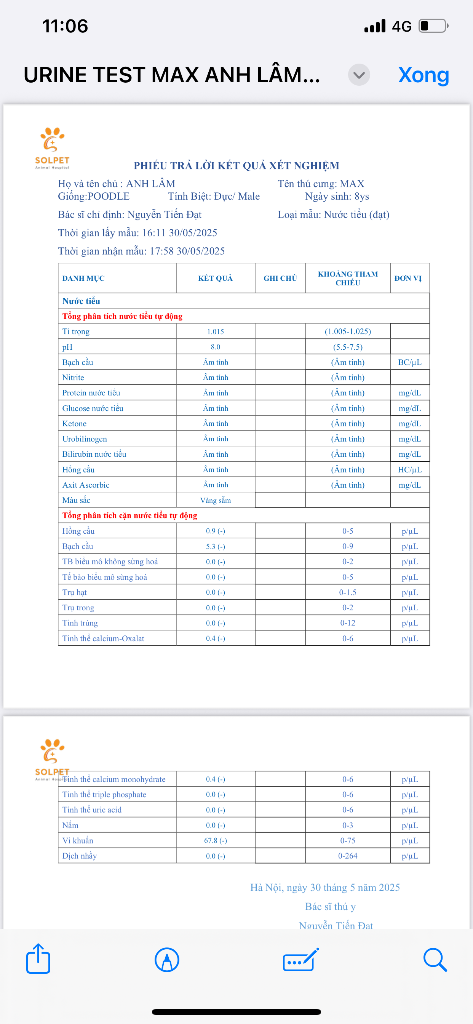 11:06 4G
URINE TEST MAX ANH LÂM... Xong
SOLPET
Animal Hospital
PHIẾU TRẢ LỜI KẾT QUẢ XÉT NGHIỆM
Họ và tên chủ : ANH LÂM Tên thú cưng: MAX
Giống:POODLE Tính Biệt: Đực/ Male Ngày sinh: 8ys
Bác sĩ chỉ định: Nguyễn Tiến Đạt Loại mẫu: Nước tiểu (đạt)
Thời gian lấy mẫu: 16:11 30/05/2025
Thời gian nhận mẫu: 17:58 30/05/2025
DANH MỤC KẾT QUẢ GHI CHÚ KHOẢNG THAM CHIẾU ĐƠN VỊ
Nước tiểu
Tổng phân tích nước tiểu tự động
Tỉ trọng 1.015 (1.005-1.025)
pH 8.0 (5.5-7.5)
Bạch cầu Âm tính (Âm tính) BC/µL
Nitrite Âm tính (Âm tính)
Protein nước tiểu Âm tính (Âm tính) mg/dL
Glucose nước tiểu Âm tính (Âm tính) mg/dL
Ketone Âm tính (Âm tính) mg/dL
Urobilinogen Âm tính (Âm tính) mg/dL
Bilirubin nước tiểu Âm tính (Âm tính) mg/dL
Hồng cầu Âm tính (Âm tính) HC/µL
Axit Ascorbic Âm tính (Âm tính) mg/dL
Màu sắc Vàng sẫm
Tổng phân tích cặn nước tiểu tự động
Hồng cầu 0.9 (-) 0-5 p/µL
Bạch cầu 5.3 (-) 0-9 p/µL
TB biểu mô không sừng hoá 0.0 (-) 0-2 p/µL
Tế bào biểu mô sừng hoá 0.0 (-) 0-5 p/µL
Trụ hạt 0.0 (-) 0-1.5 p/µL
Trụ trong 0.0 (-) 0-2 p/µL
Tinh trùng 0.0 (-) 0-12 p/µL
Tinh thể calcium-Oxalat 0.4 (-) 0-6 p/µL
SOLPET
Tinh thể calcium monohydrate 0.4 (-) 0-6 p/µL
Tinh thể triple phosphate 0.0 (-) 0-6 p/µL
Tinh thể uric acid 0.0 (-) 0-6 p/µL
Nấm 0.0 (-) 0-3 p/µL
Vi khuẩn 67.8 (-) 0-75 p/µL
Dịch nhầy 0.0 (-) 0-264 p/µL
Hà Nội, ngày 30 tháng 5 năm 2025
Bác sĩ thú y
Nguyễn Tiến Đạt